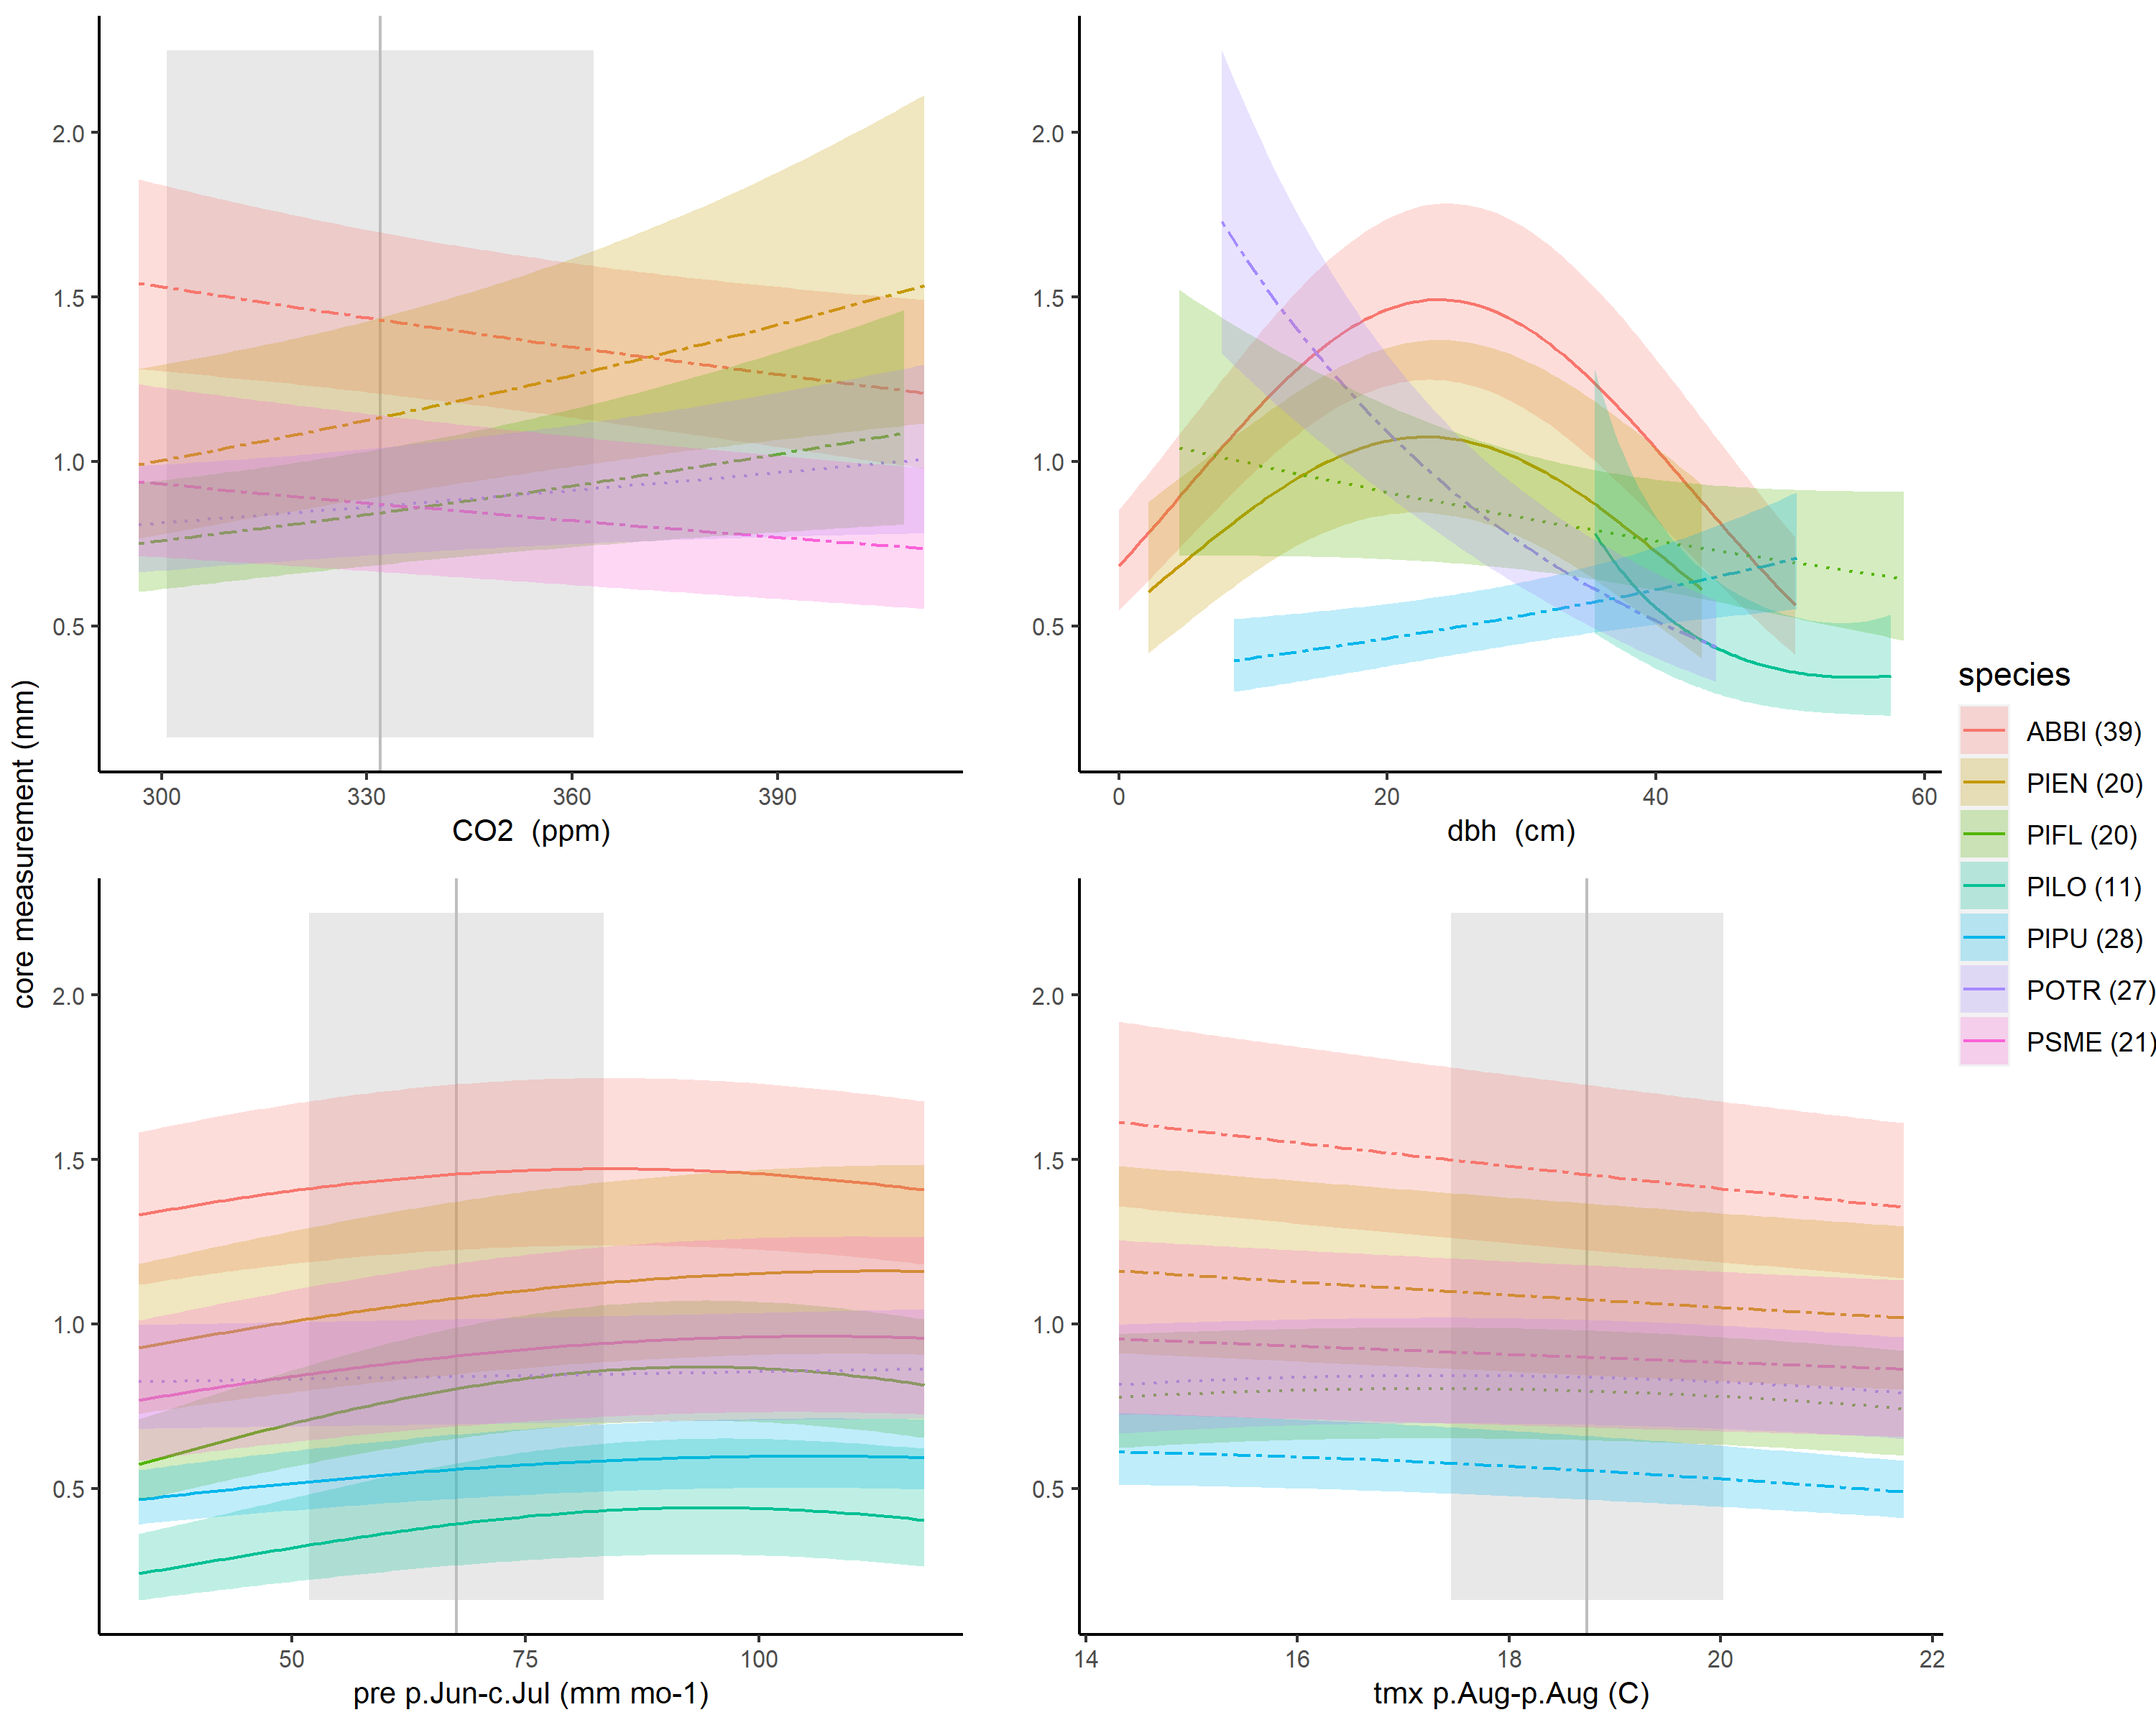 core measurement (mm)
2.0
1.5
1.0
0.5
300 330 360 390
CO2 (ppm)
2.0
1.5
1.0
0.5
0 20 40 60
dbh (cm)
2.0
1.5
1.0
0.5
50 75 100
pre p.Jun-c.Jul (mm mo-1)
2.0
1.5
1.0
0.5
14 16 18 20 22
tmx p.Aug-p.Aug (C)
species
ABBI (39)
PIEN (20)
PIFL (20)
PILO (11)
PIPU (28)
POTR (27)
PSME (21)